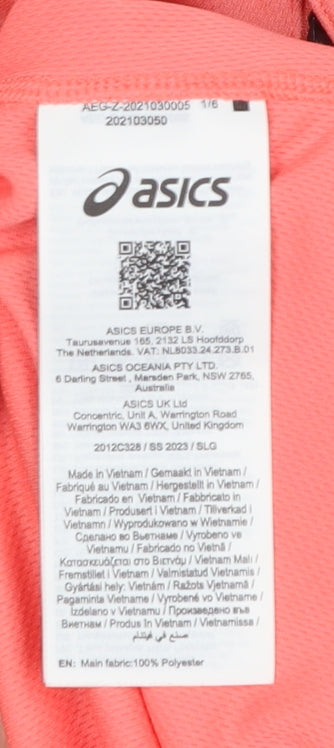 AEG-Z-2021030005 1/6
202103050
asics
ASICS EUROPE B.V.
Taurusavenue 165, 2132 LS Hoofddorp
The Netherlands. VAT: NL8033.24.273.B.01
ASICS OCEANIA PTY LTD.
6 Darling Street , Marsden Park, NSW 2765,
Australia
ASICS UK Ltd
Concentric, Unit A, Warrington Road
Warrington WA3 6WX, United Kingdom
2012C328 / SS 2023 / SLG
Made in Vietnam / Gemaakt in Vietnam /
Fabriqué au Vietnam / Hergestellt in Vietnam /
Fabricado en Vietnam / Fabbricato in
Vietnam / Produsert i Vietnam / Tillverkad i
Vietnamn / Wyprodukowano w Wietnamie /
Сделано во Вьетнаме / Vyrobeno ve
Vietnamu / Fabricado no Vietnã /
Κατασκευάζεται στο Βιετνάμ / Vietnam Malı /
Fremstillet i Vietnam / Valmistatud Vietnamis /
Gyártási hely: Vietnám / Ražots Vjetnamā /
Pagaminta Vietname / Vyrobené vo Vietname /
Izdelano v Vietnamu / Произведено във
Виетнам / Produs în Vietnam / Vietnamissa /
صنع في فيتنام
EN: Main fabric:100% Polyester